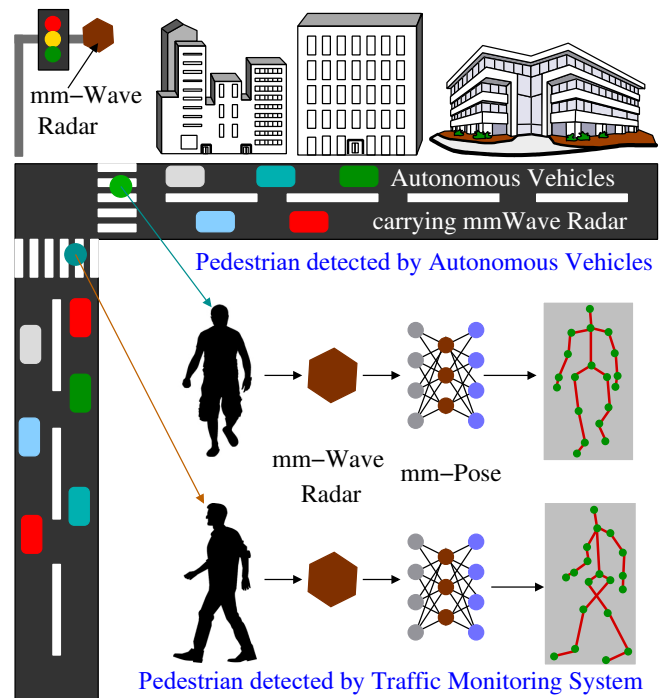 mm−Wave
Radar
Autonomous Vehicles
carrying mmWave Radar
Pedestrian detected by Autonomous Vehicles
mm−Wave
Radar
mm−Pose
Pedestrian detected by Traffic Monitoring System